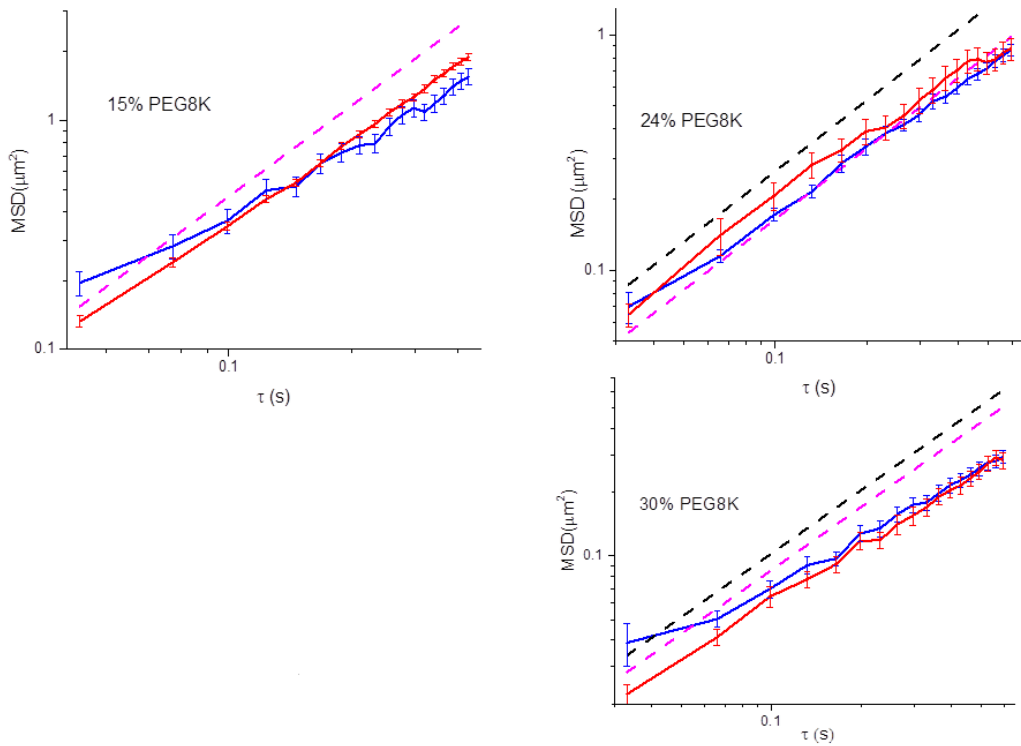 15% PEG8K
MSD(μm²)
1
0.1
0.1
τ (s)
24% PEG8K
MSD (μm²)
1
0.1
0.1
τ (s)
30% PEG8K
MSD(μm²)
0.1
0.1
τ (s)